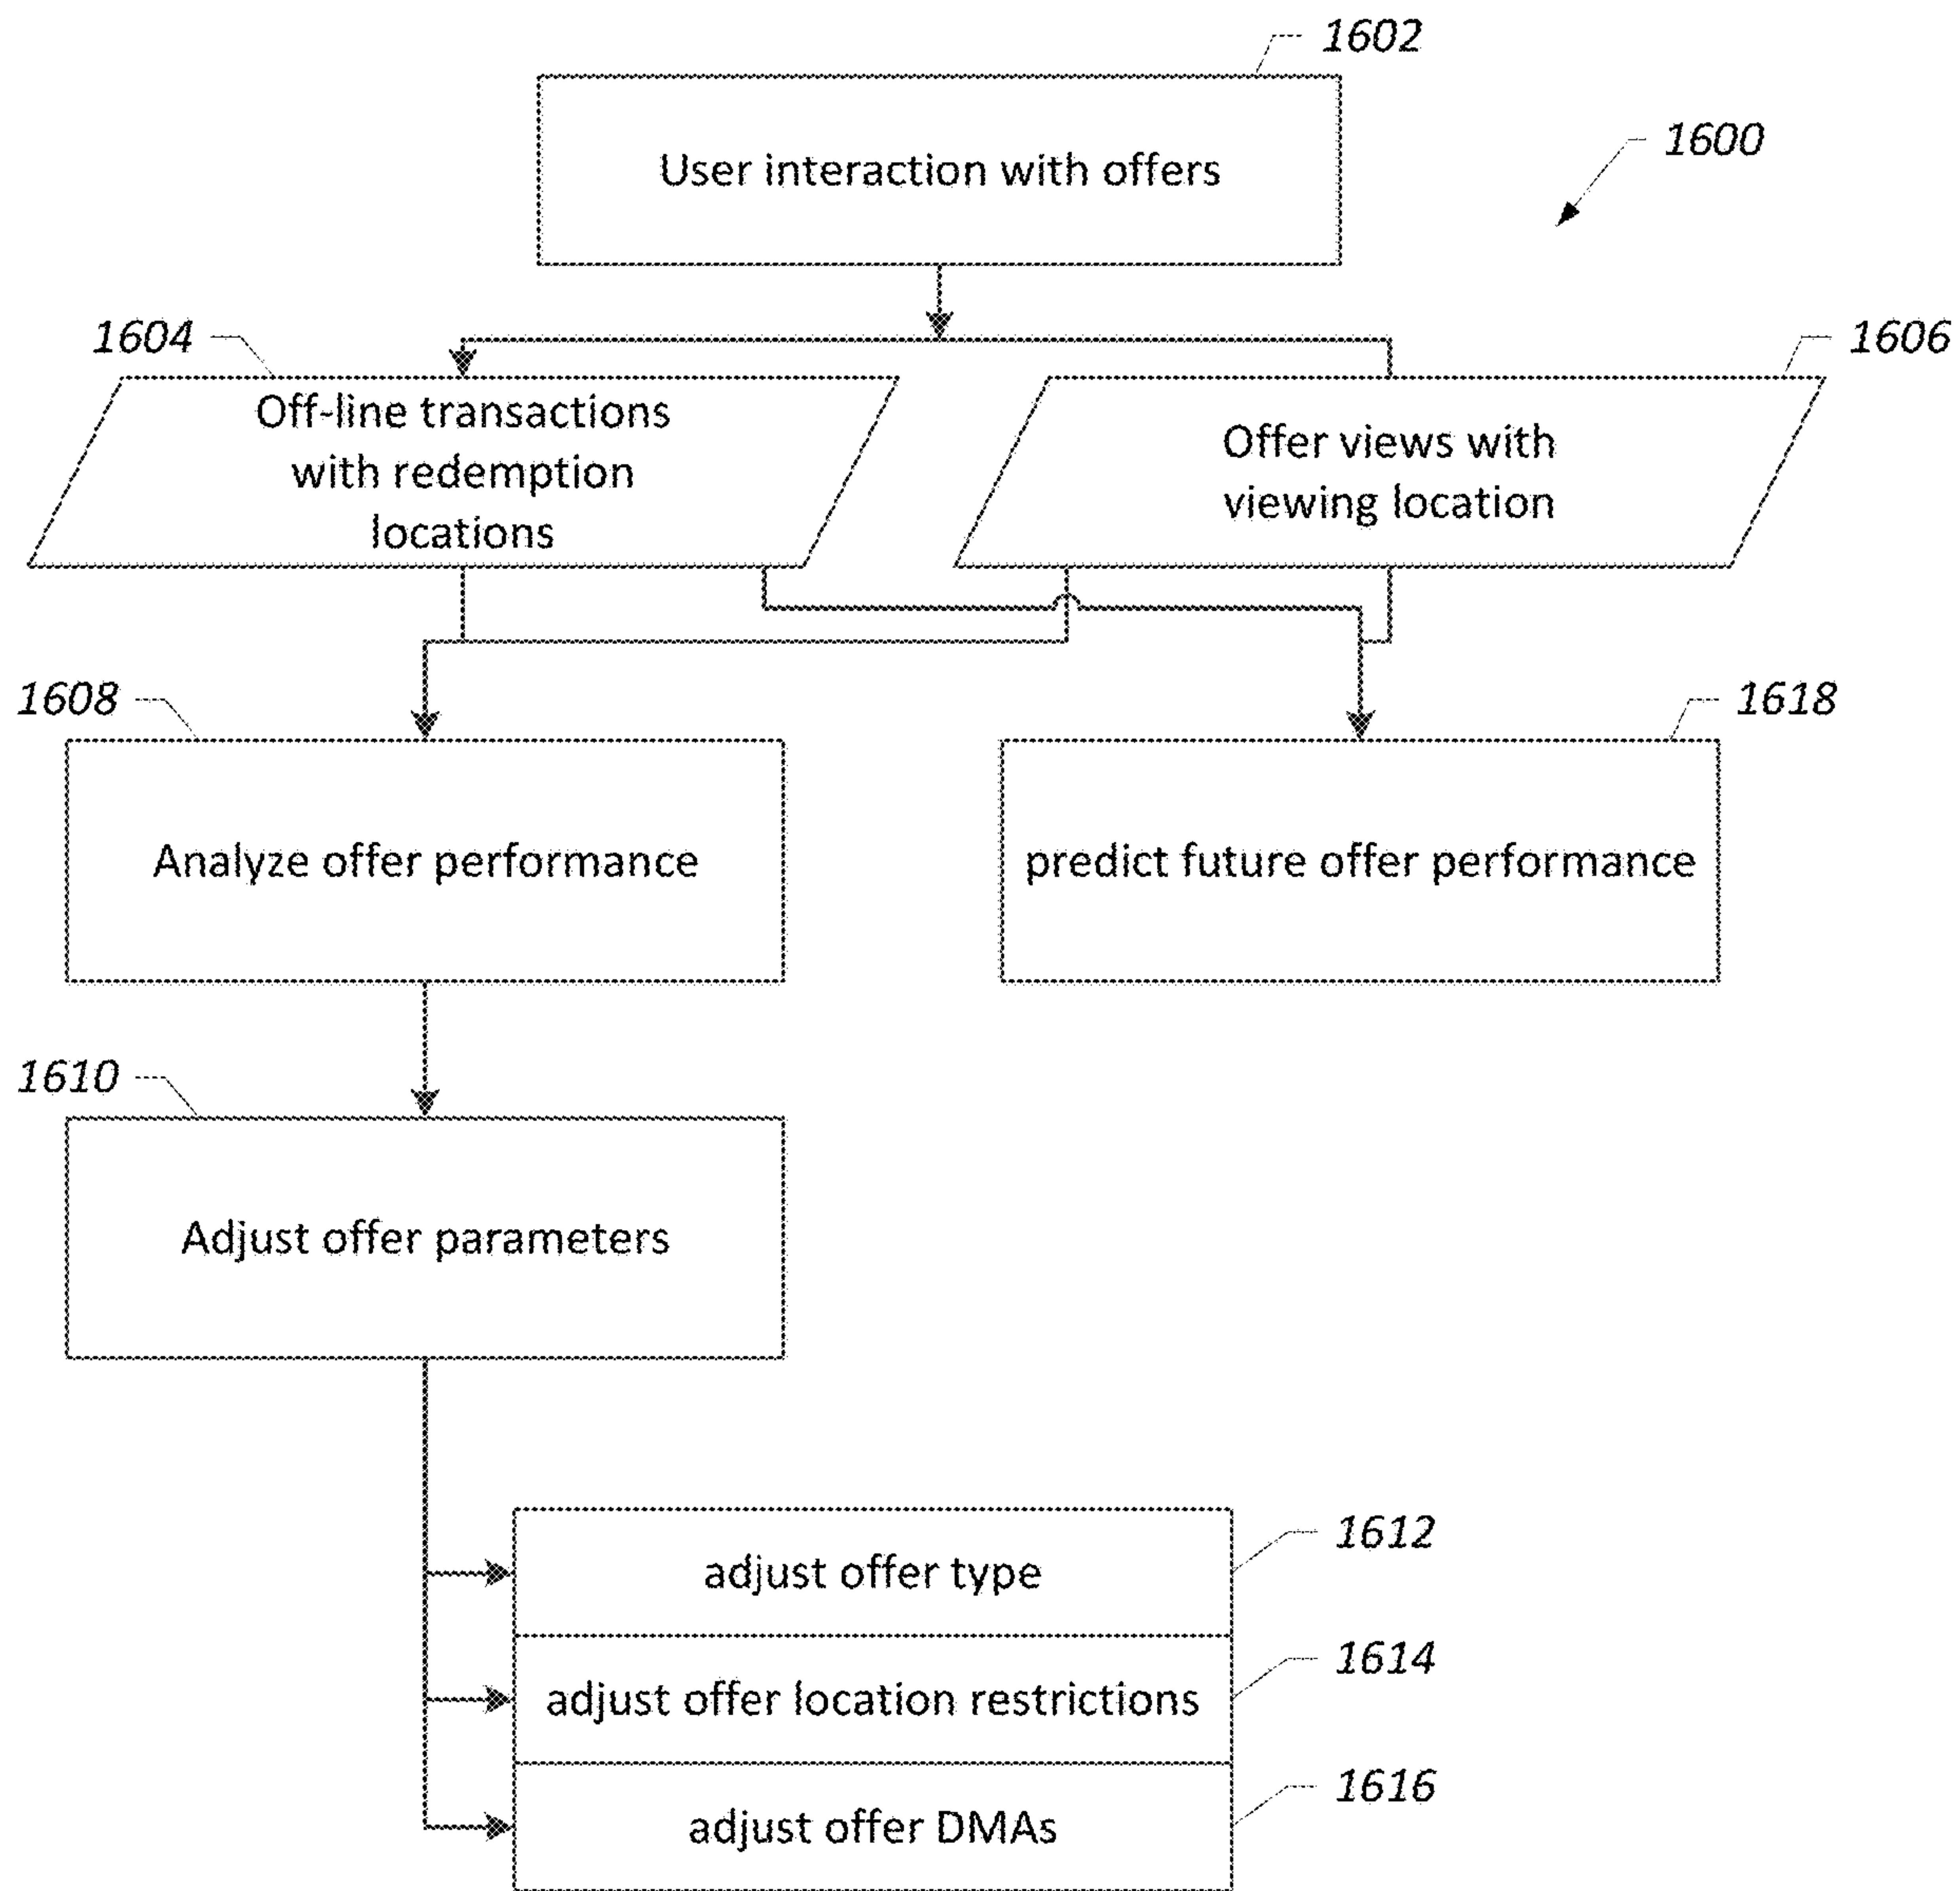 1602
User interaction with offers
1600
1604
1606
Off-line transactions
with redemption
locations
Offer views with
viewing location
1608
1618
Analyze offer performance
predict future offer performance
1610
Adjust offer parameters
1612
adjust offer type
1614
adjust offer location restrictions
1616
adjust offer DMAs